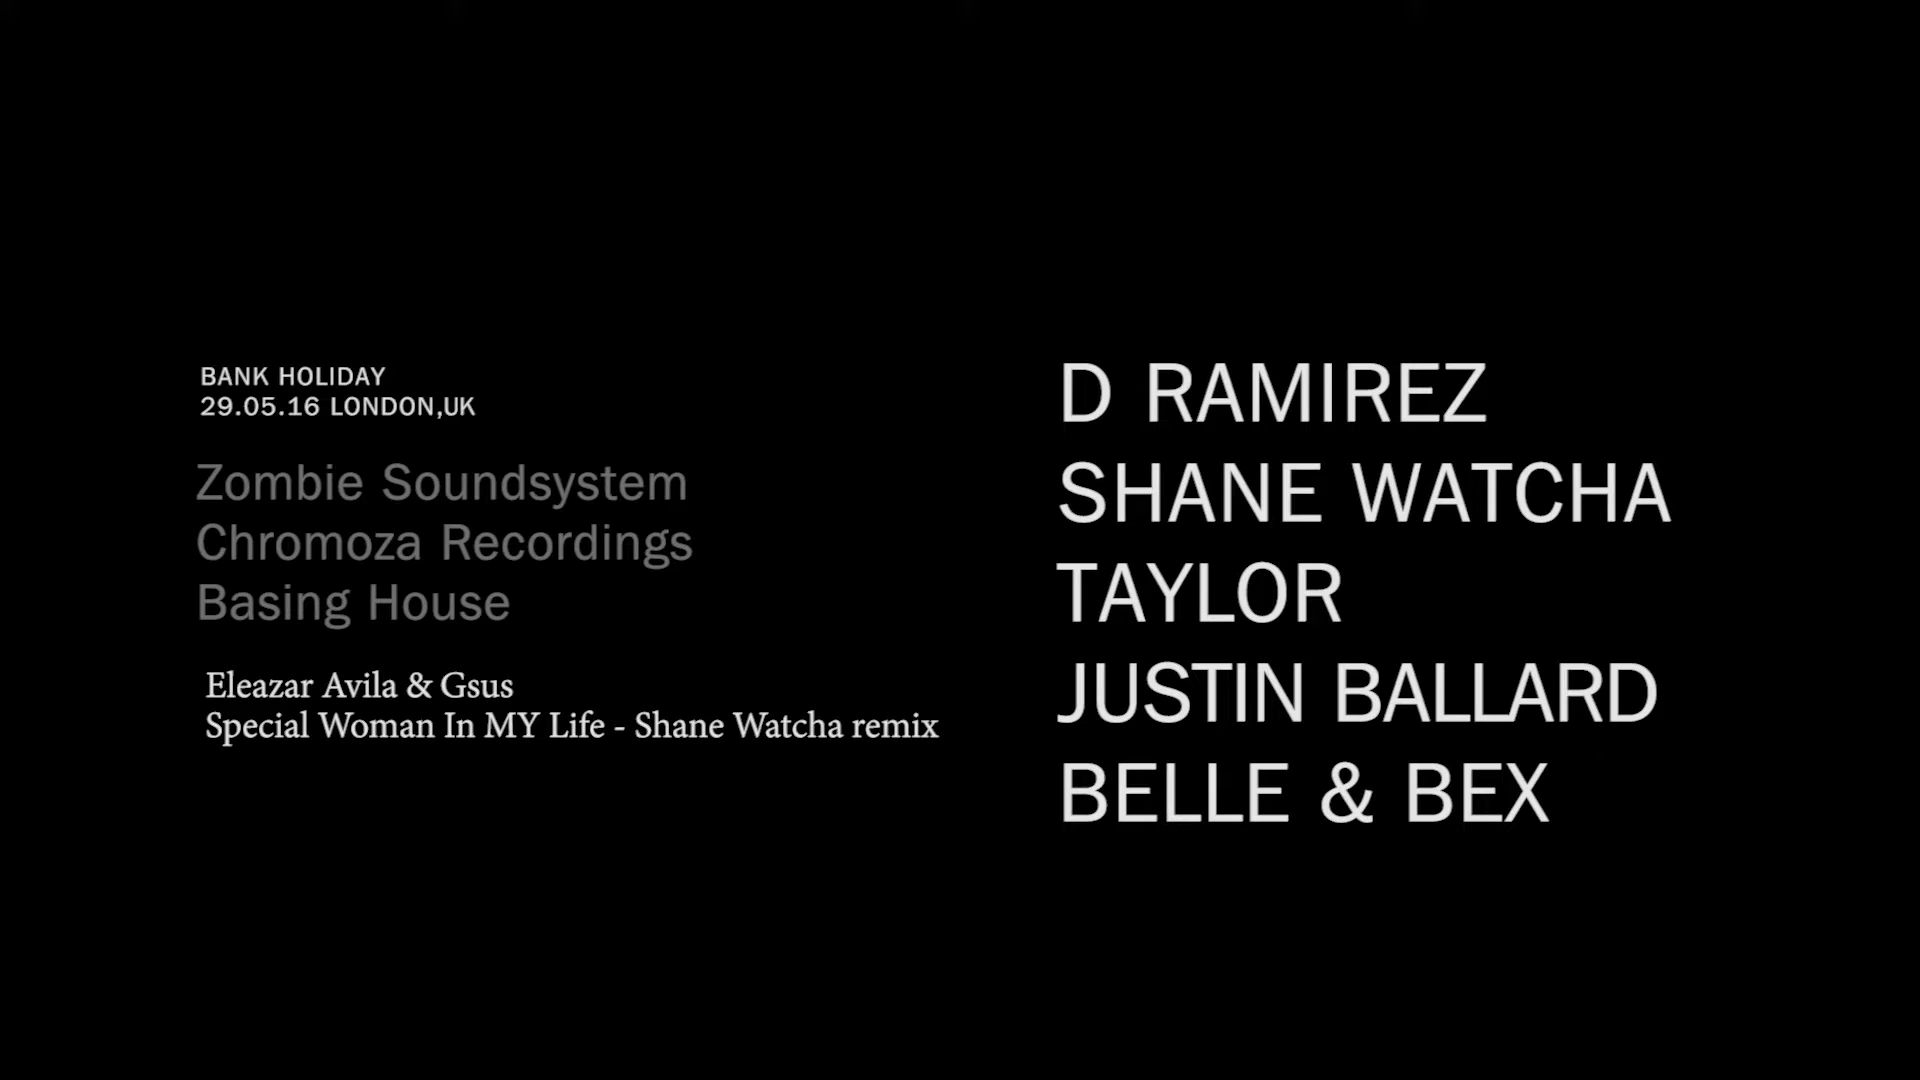 BANK HOLIDAY
29.05.16 LONDON,UK
Zombie Soundsystem
Chromoza Recordings
Basing House
Eleazar Avila & Gsus
Special Woman In MY Life - Shane Watcha remix
D RAMIREZ
SHANE WATCHA
TAYLOR
JUSTIN BALLARD
BELLE & BEX